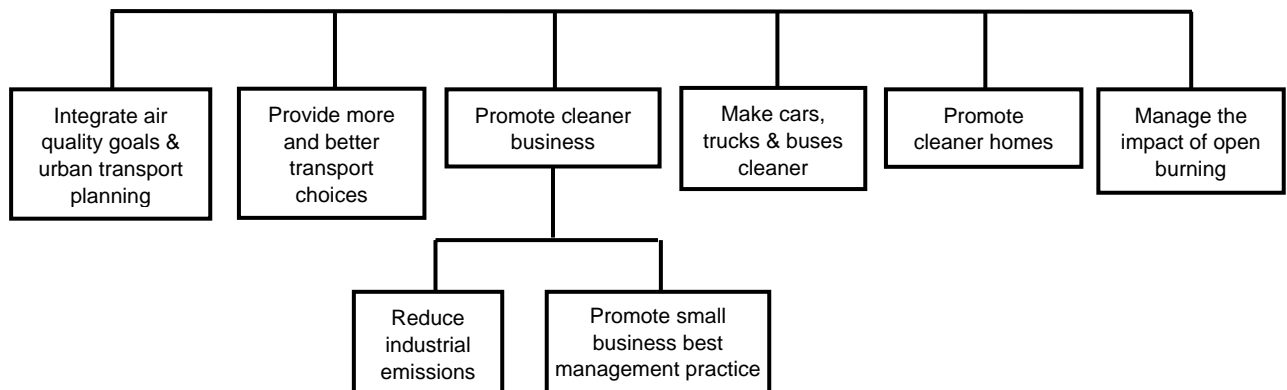 Integrate air
quality goals &
urban transport
planning
Provide more
and better
transport
choices
Promote cleaner
business
Make cars,
trucks & buses
cleaner
Promote
cleaner homes
Manage the
impact of open
burning
Reduce
industrial
emissions
Promote small
business best
management practice